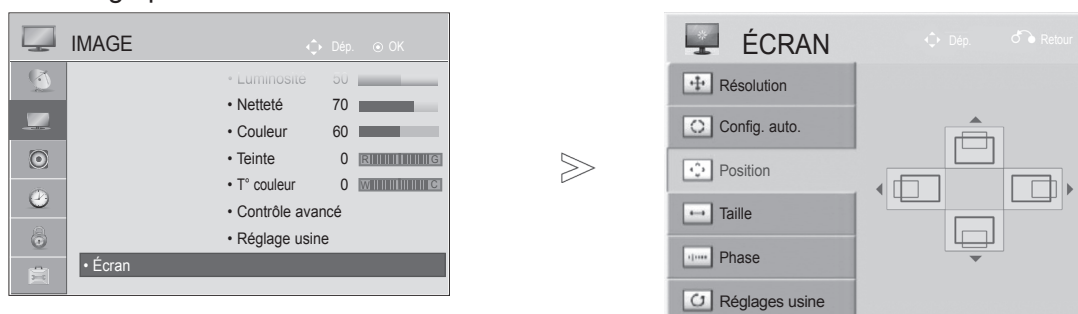 IMAGE
Dép. OK
• Luminosité 50
• Netteté 70
• Couleur 60
• Teinte 0 R G
• T° couleur 0 W C
• Contrôle avancé
• Réglage usine
• Écran
ÉCRAN
Dép. Retour
Résolution
Config. auto.
Position
Taille
Phase
Réglages usine